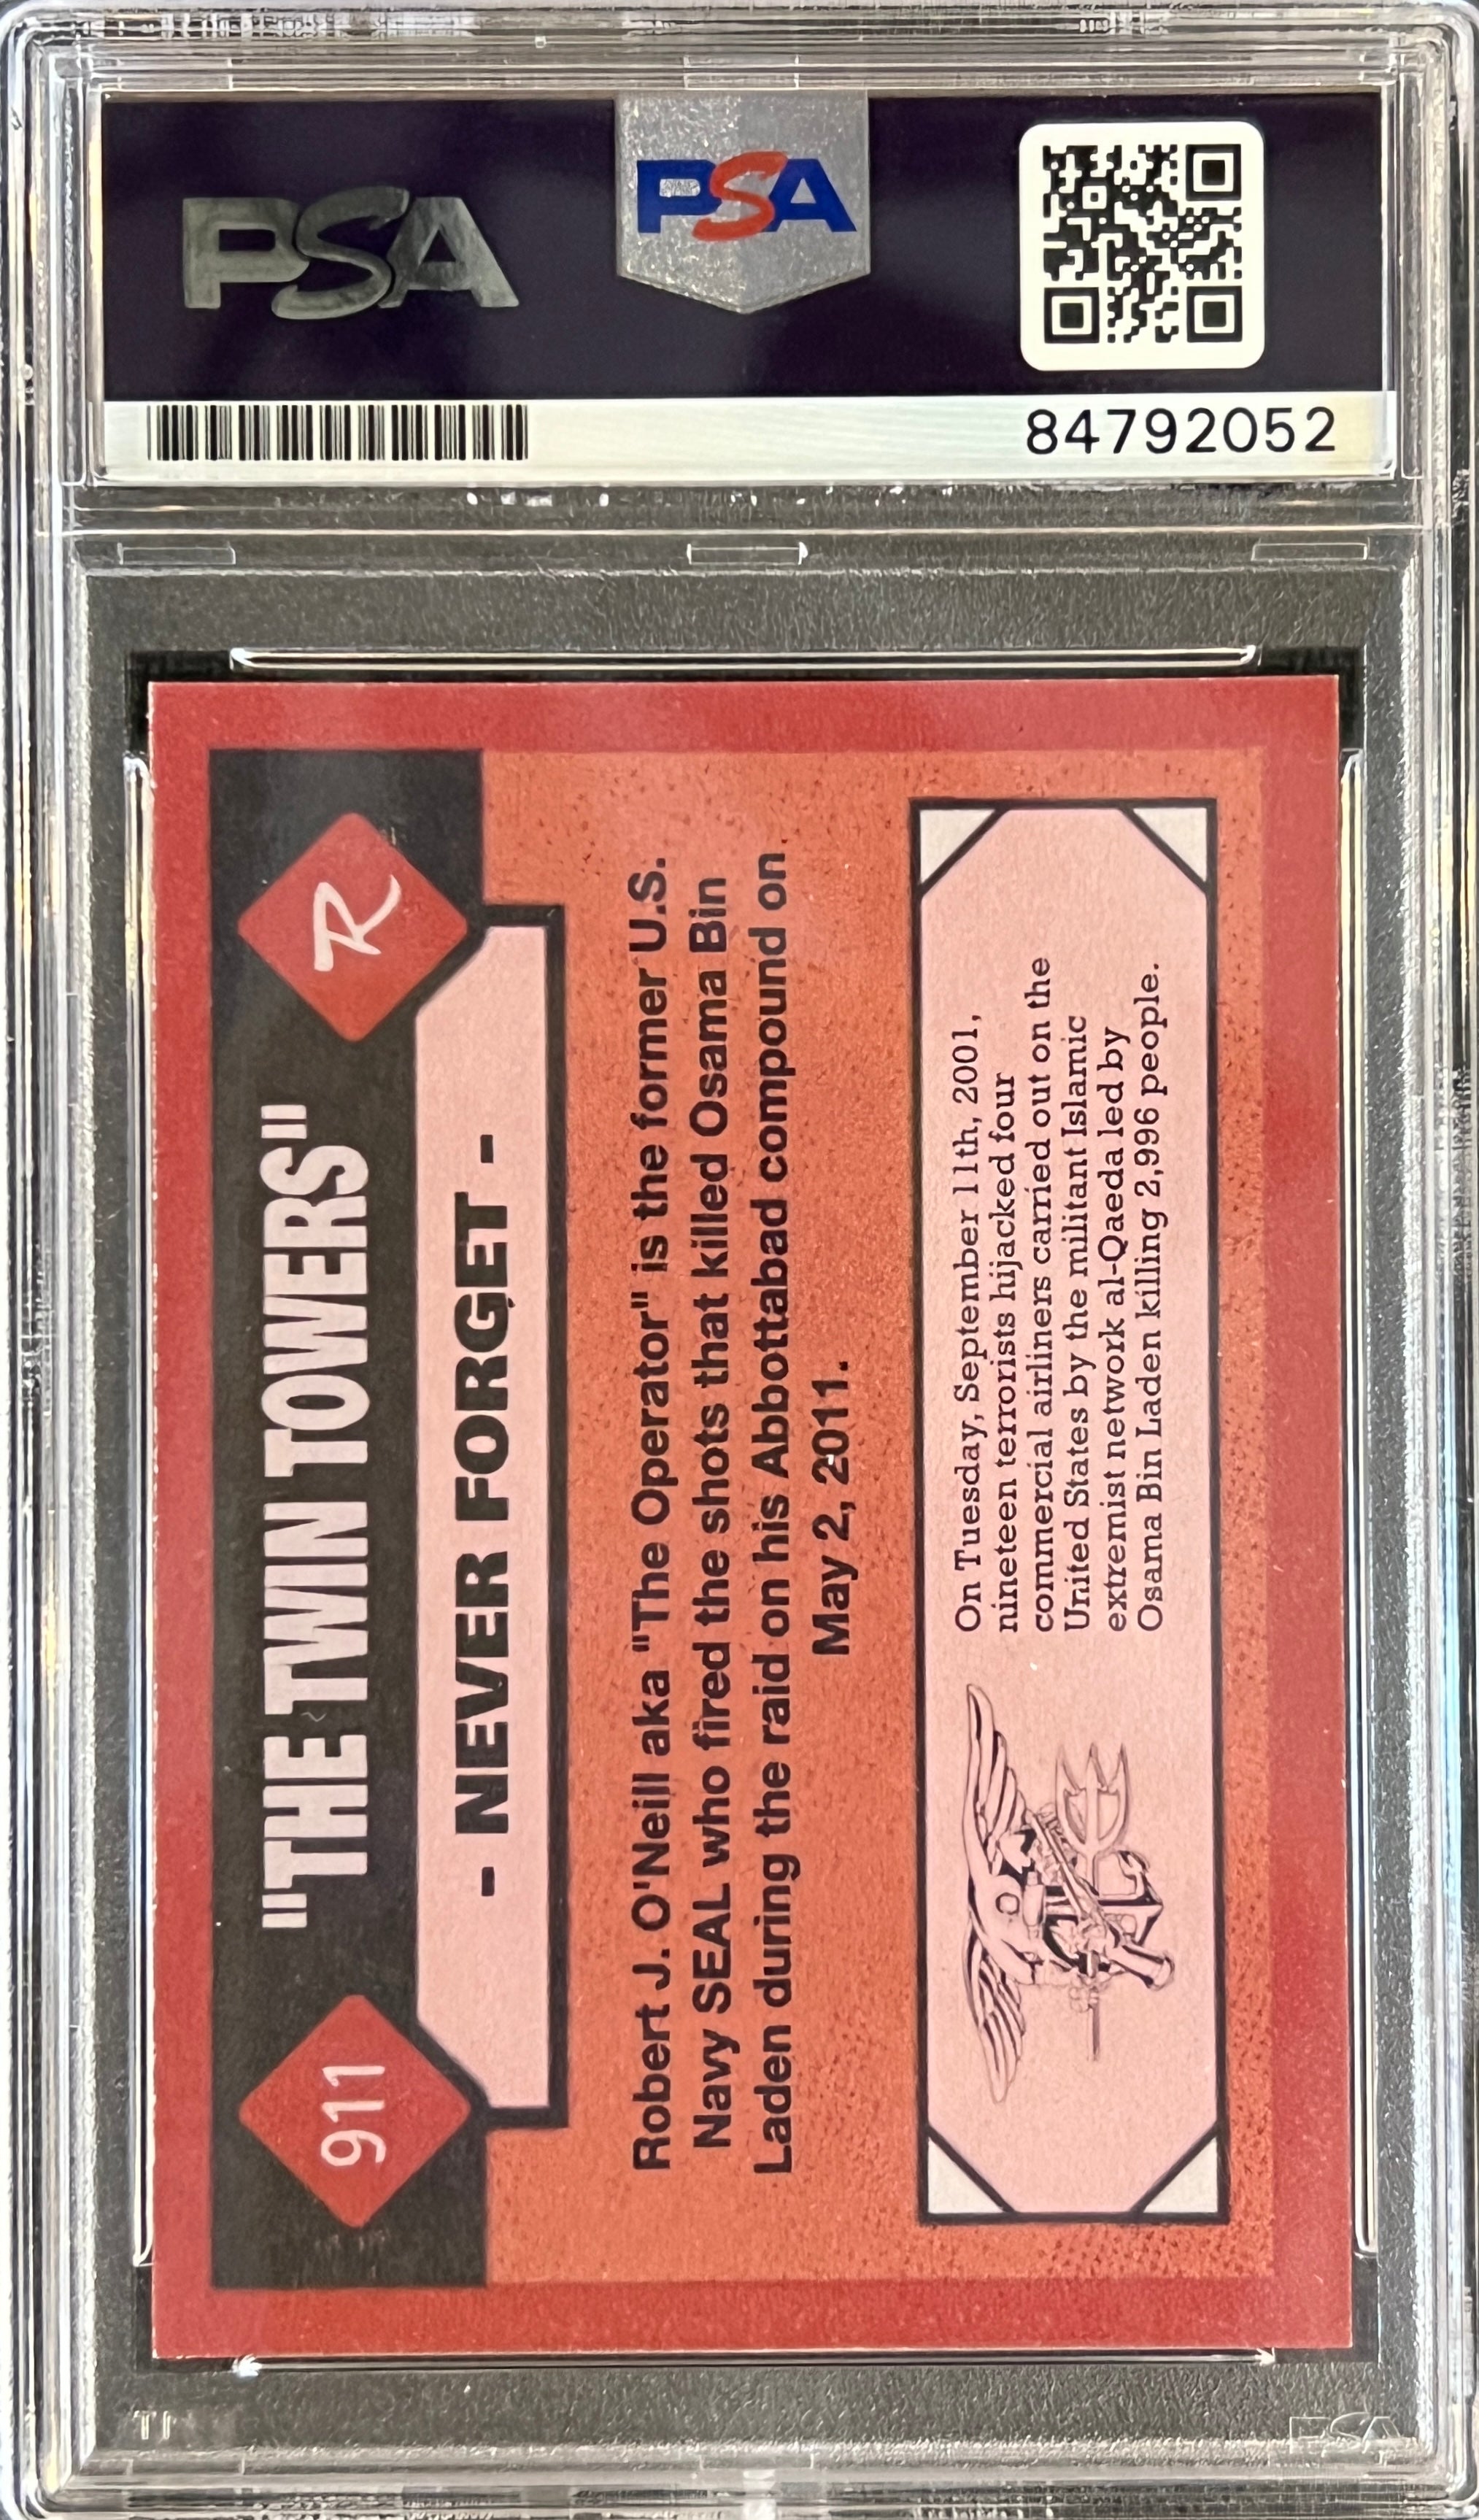 PSA
PSA
84792052
911
"THE TWIN TOWERS"
R
- NEVER FORGET -
Robert J. O'Neill aka "The Operator" is the former U.S.
Navy SEAL who fired the shots that killed Osama Bin
Laden during the raid on his Abbottabad compound on
May 2, 2011.
On Tuesday, September 11th, 2001,
nineteen terrorists hijacked four
commercial airliners carried out on the
United States by the militant Islamic
extremist network al-Qaeda led by
Osama Bin Laden killing 2,996 people.
PSA